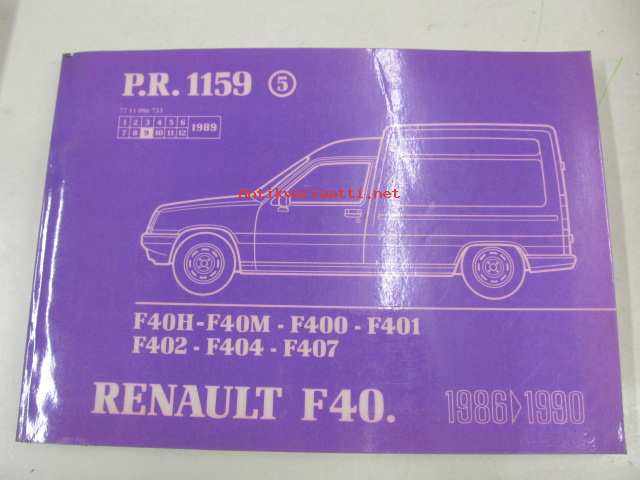 P.R. 1159 5
77 11 096 733
1 2 3 4 5 6
7 8 9 10 11 12
1989
antikvariaatti.net
F40H-F40M - F400 - F401
F402 - F404 - F407
RENAULT F40. 1986▷1990